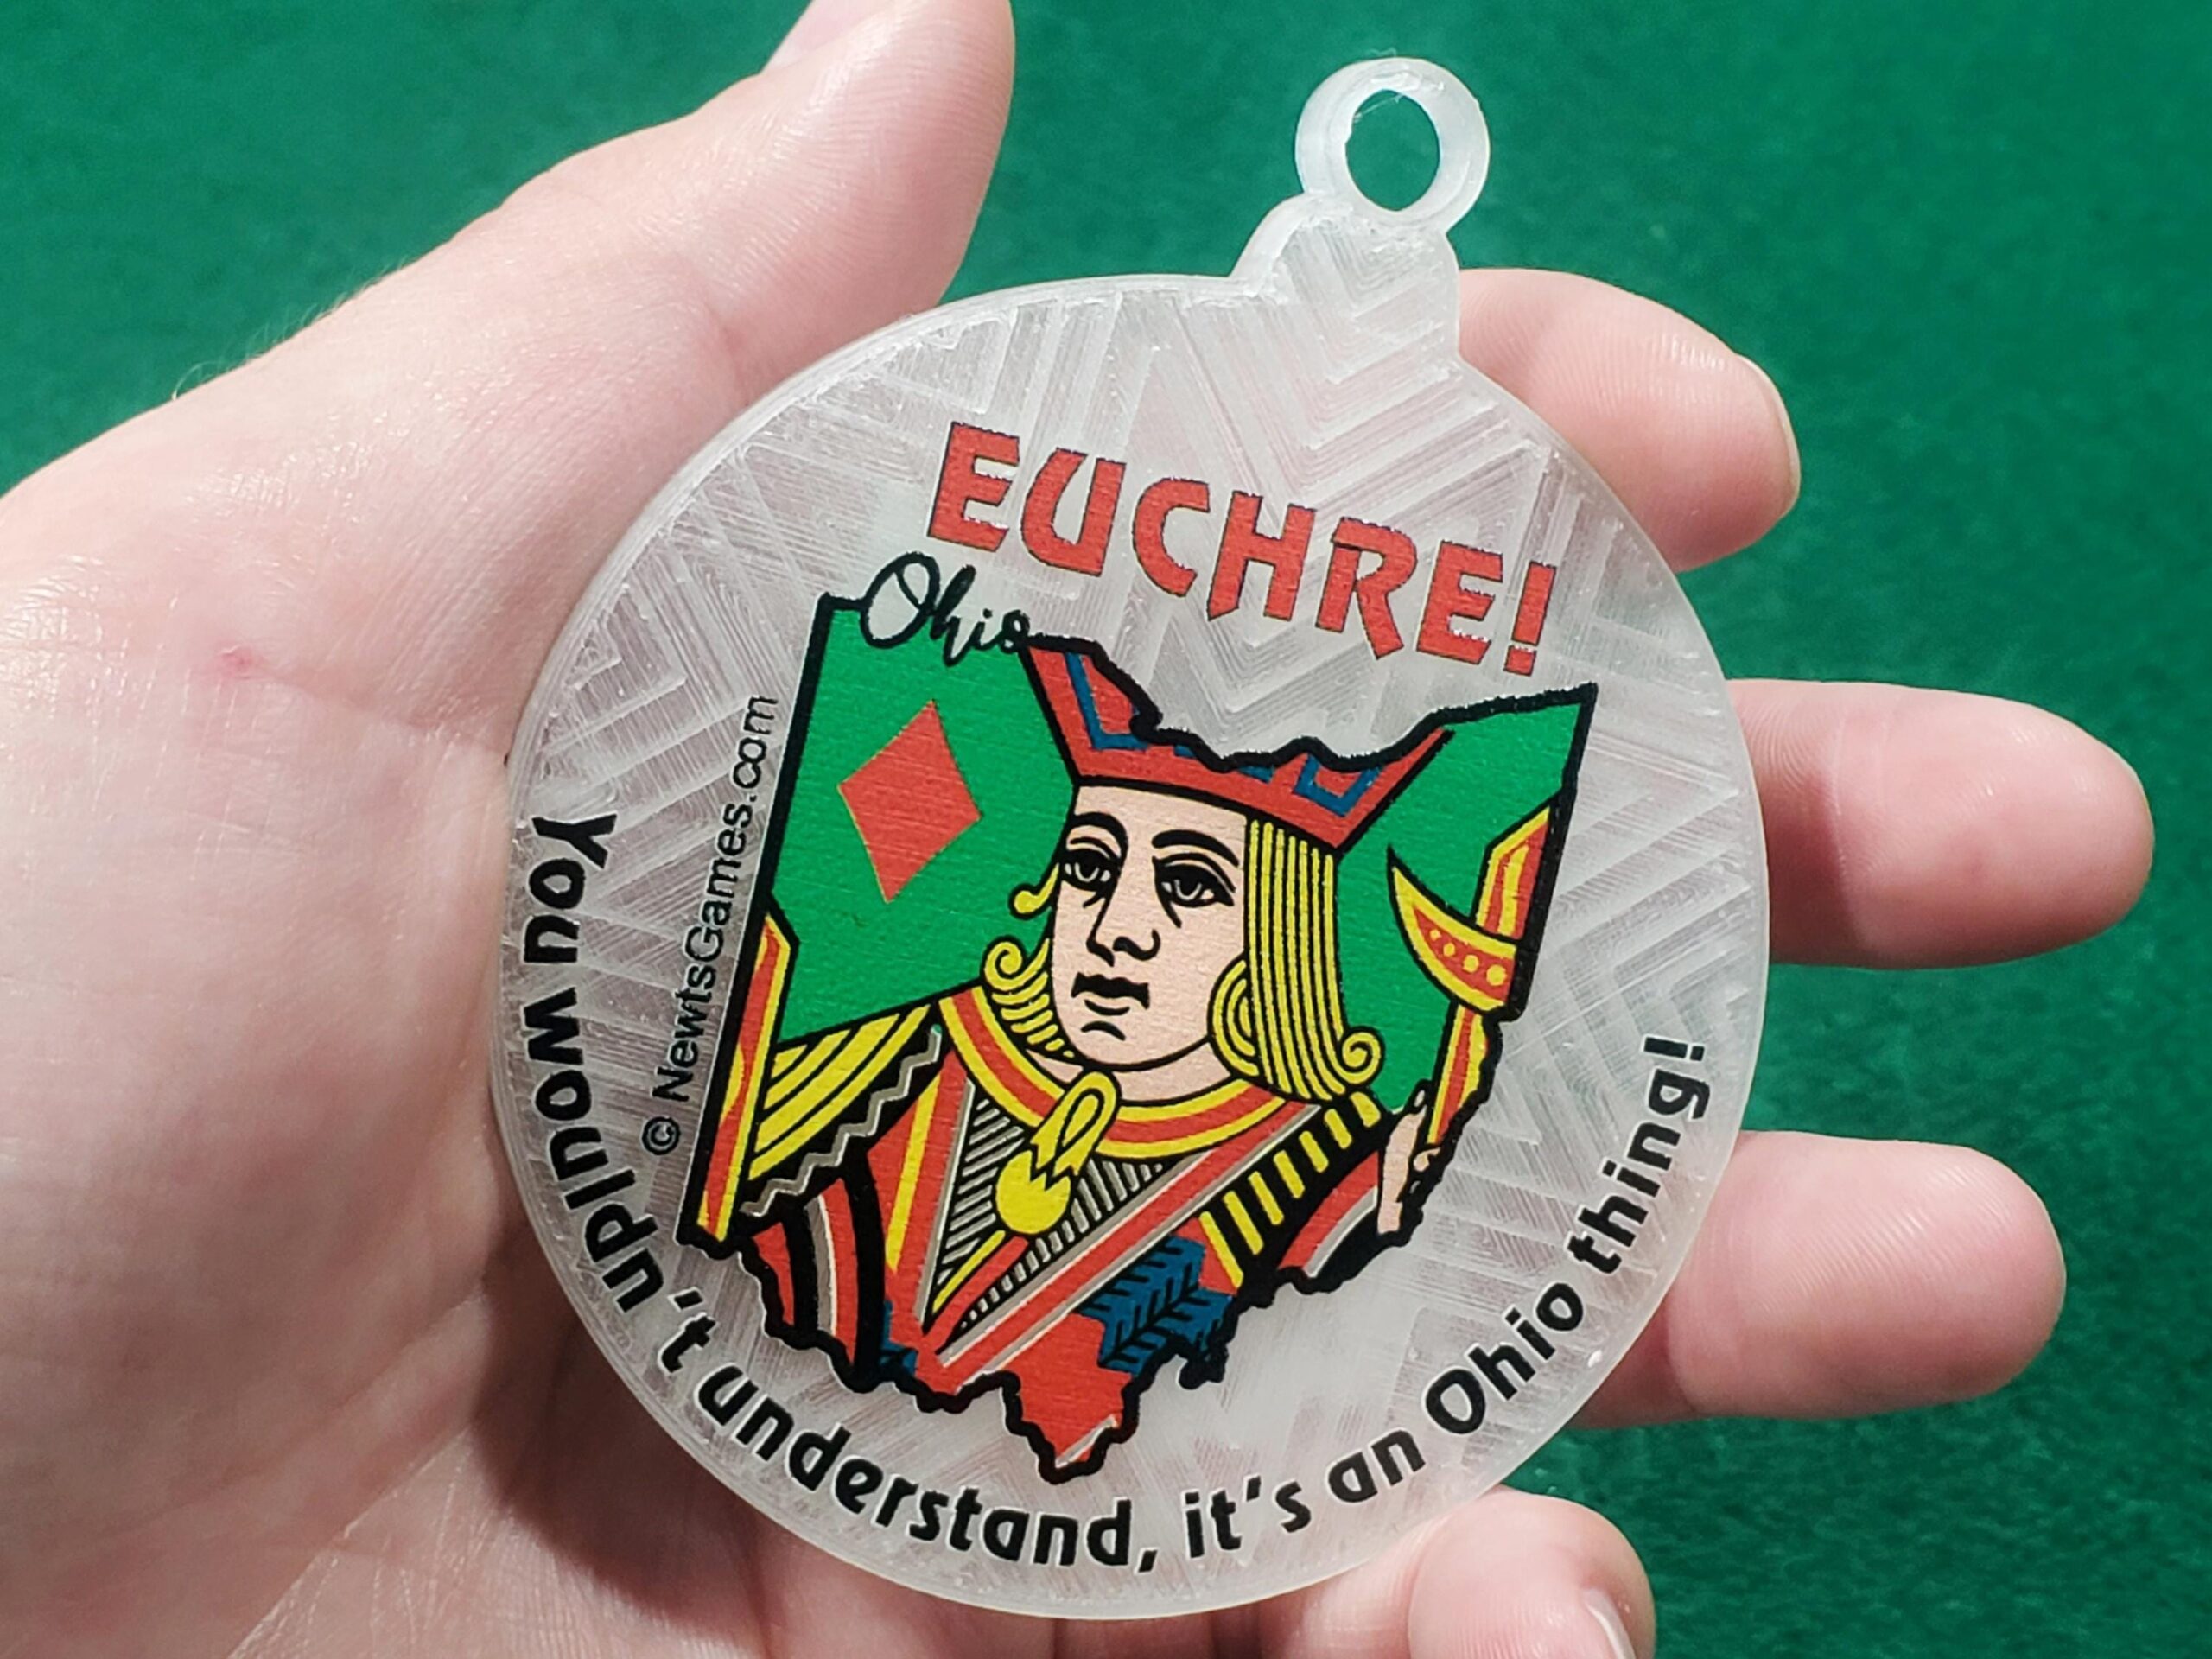 EUCHRE!
Ohio
© NewtsGames.com
You wouldn't understand, it's an Ohio thing!